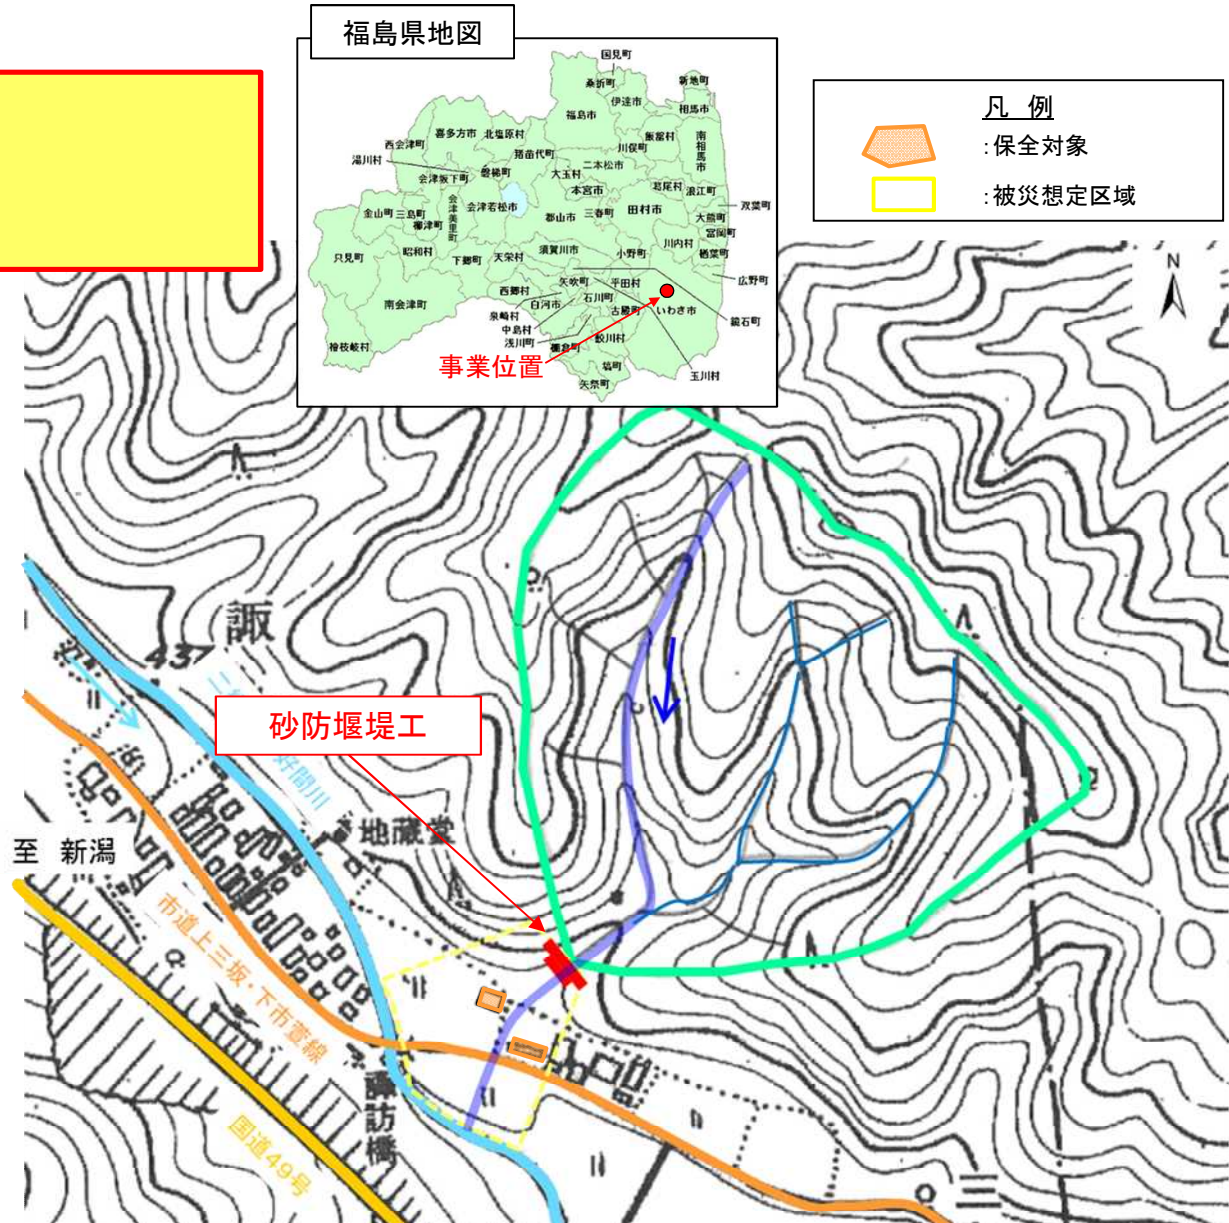 福島県地図
国見町
桑折町
新地町
伊達市
相馬市
福島市
喜多方市
北塩原村
飯舘村
南相馬市
西会津町
川俣町
湯川村
猪苗代町
二本松市
磐梯町
大玉村
会津坂下町
本宮市
葛尾村
浪江町
金山町
三島町
会津美里町
会津若松市
双葉町
柳津町
郡山市
三春町
田村市
大熊町
富岡町
只見町
昭和村
須賀川市
小野町
川内村
楢葉町
下郷町
天栄村
広野町
矢吹町
平田村
西郷村
石川町
南会津町
白河市
古殿町
いわき市
泉崎村
鏡石町
中島村
浅川町
鮫川村
檜枝岐村
棚倉町
事業位置
塙町
玉川村
矢祭町
凡 例
:保全対象
:被災想定区域
N
諏
437
砂防堰堤工
好間川
地蔵堂
至 新潟
市道上三坂・下市萱線
諏訪橋
国道49号
三